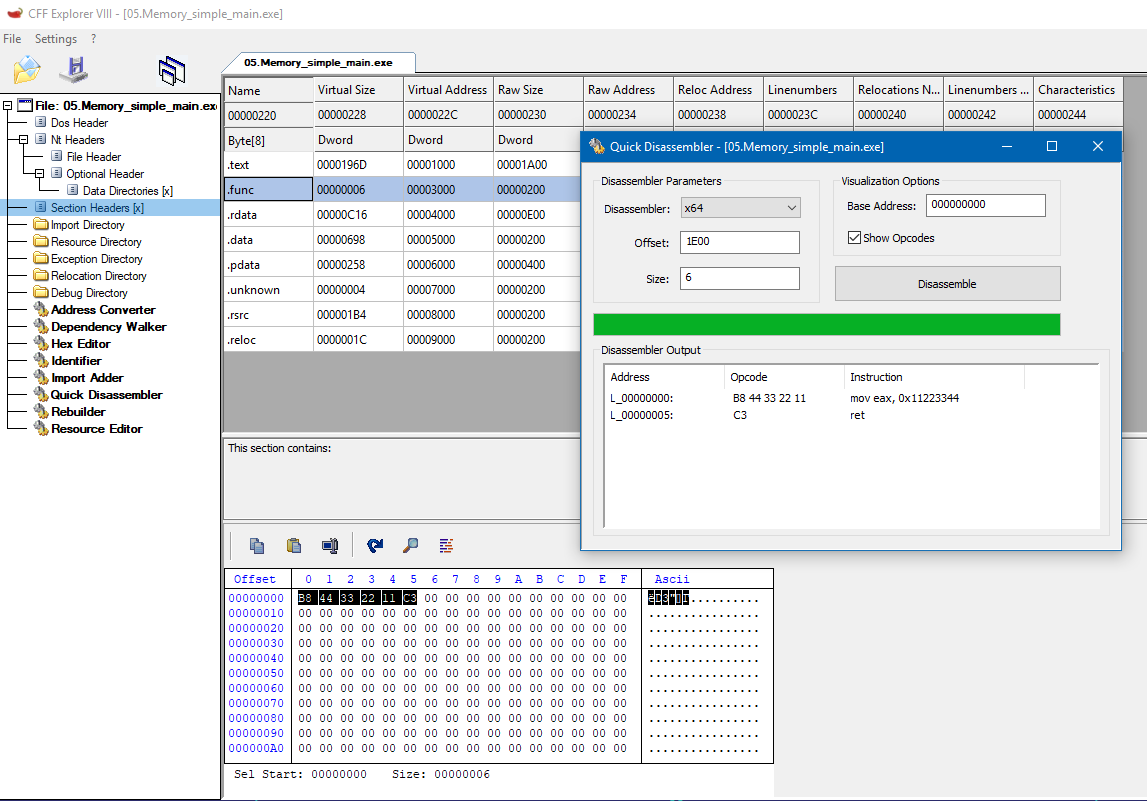 CFF Explorer VIII - [05.Memory_simple_main.exe]
File Settings ?
05.Memory_simple_main.exe
File: 05.Memory_simple_main.ex
Dos Header
Nt Headers
File Header
Optional Header
Data Directories [x]
Section Headers [x]
Import Directory
Resource Directory
Exception Directory
Relocation Directory
Debug Directory
Address Converter
Dependency Walker
Hex Editor
Identifier
Import Adder
Quick Disassembler
Rebuilder
Resource Editor
Name Virtual Size Virtual Address Raw Size Raw Address Reloc Address Linenumbers Relocations N... Linenumbers ... Characteristics
00000220 00000228 0000022C 00000230 00000234 00000238 0000023C 00000240 00000242 00000244
Byte[8] Dword Dword Dword
.text 0000196D 00001000 00001A00
.func 00000006 00003000 00000200
.rdata 00000C16 00004000 00000E00
.data 00000698 00005000 00000200
.pdata 00000258 00006000 00000400
.unknown 00000004 00007000 00000200
.rsrc 000001B4 00008000 00000200
.reloc 0000001C 00009000 00000200
This section contains:
Quick Disassembler - [05.Memory_simple_main.exe]
Disassembler Parameters
Disassembler: x64
Offset: 1E00
Size: 6
Visualization Options
Base Address: 000000000
Show Opcodes
Disassemble
Disassembler Output
Address Opcode Instruction
L_00000000: B8 44 33 22 11 mov eax, 0x11223344
L_00000005: C3 ret
Offset 0 1 2 3 4 5 6 7 8 9 A B C D E F Ascii
00000000 B8 44 33 22 11 C3 00 00 00 00 00 00 00 00 00 00 ..........
00000010 00 00 00 00 00 00 00 00 00 00 00 00 00 00 00 00 ................
00000020 00 00 00 00 00 00 00 00 00 00 00 00 00 00 00 00 ................
00000030 00 00 00 00 00 00 00 00 00 00 00 00 00 00 00 00 ................
00000040 00 00 00 00 00 00 00 00 00 00 00 00 00 00 00 00 ................
00000050 00 00 00 00 00 00 00 00 00 00 00 00 00 00 00 00 ................
00000060 00 00 00 00 00 00 00 00 00 00 00 00 00 00 00 00 ................
00000070 00 00 00 00 00 00 00 00 00 00 00 00 00 00 00 00 ................
00000080 00 00 00 00 00 00 00 00 00 00 00 00 00 00 00 00 ................
00000090 00 00 00 00 00 00 00 00 00 00 00 00 00 00 00 00 ................
000000A0 00 00 00 00 00 00 00 00 00 00 00 00 00 00 00 00 ................
Sel Start: 00000000 Size: 00000006